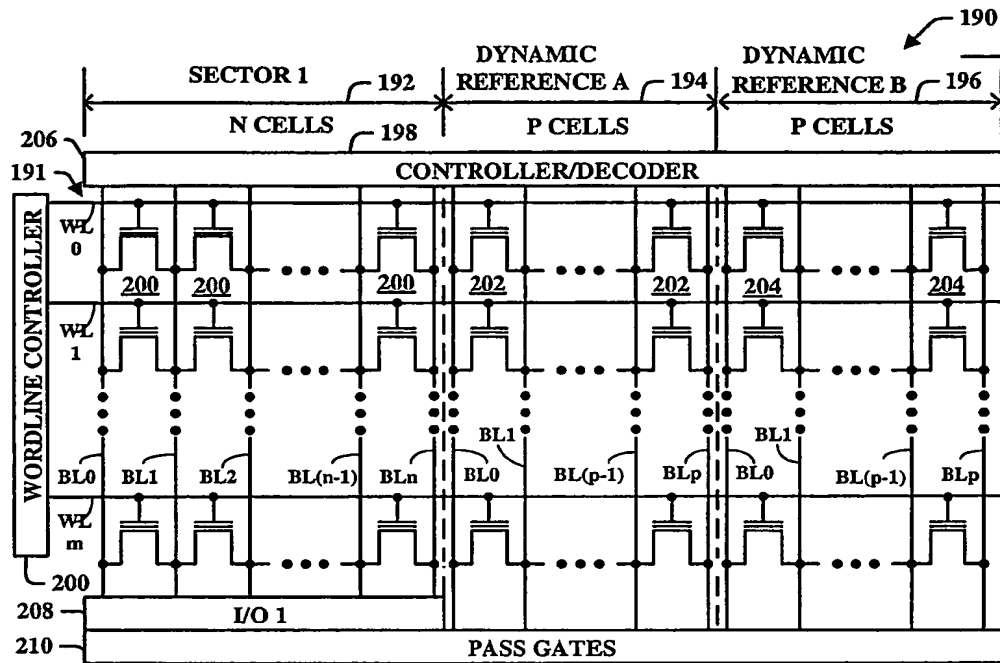 190
SECTOR 1
DYNAMIC REFERENCE A
DYNAMIC REFERENCE B
192
194
196
N CELLS
P CELLS
P CELLS
198
206
CONTROLLER/DECODER
191
WORDLINE CONTROLLER
WL 0
200
200
200
202
202
204
204
WL 1
BL0
BL1
BL2
BL(n-1)
BLn
BL0
BL1
BL(p-1)
BLp
BL0
BL1
BL(p-1)
BLp
WL m
200
208
I/O 1
210
PASS GATES